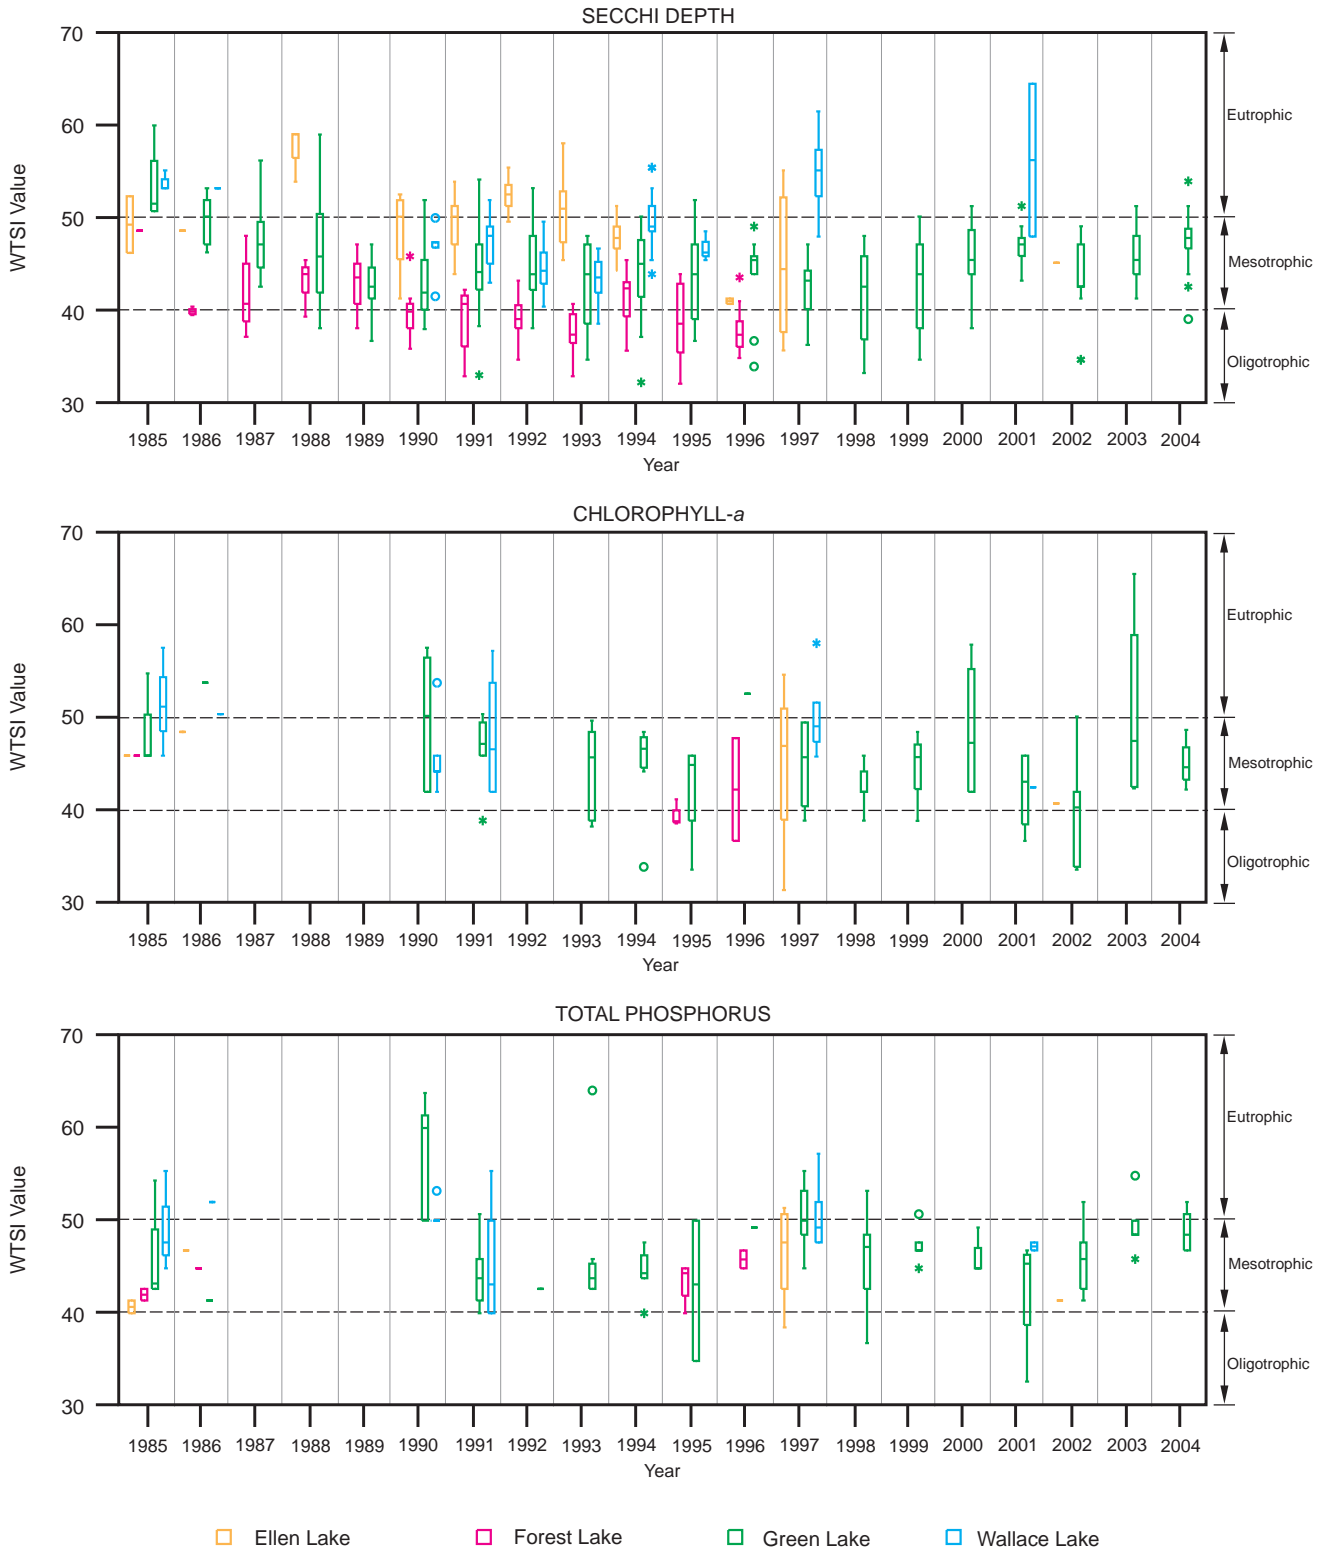 SECCHI DEPTH
70
60
50
40
30
WTSI Value
Eutrophic
Mesotrophic
Oligotrophic
1985 1986 1987 1988 1989 1990 1991 1992 1993 1994 1995 1996 1997 1998 1999 2000 2001 2002 2003 2004
Year
CHLOROPHYLL-a
70
60
50
40
30
WTSI Value
Eutrophic
Mesotrophic
Oligotrophic
1985 1986 1987 1988 1989 1990 1991 1992 1993 1994 1995 1996 1997 1998 1999 2000 2001 2002 2003 2004
Year
TOTAL PHOSPHORUS
70
60
50
40
30
WTSI Value
Eutrophic
Mesotrophic
Oligotrophic
1985 1986 1987 1988 1989 1990 1991 1992 1993 1994 1995 1996 1997 1998 1999 2000 2001 2002 2003 2004
Year
Ellen Lake Forest Lake Green Lake Wallace Lake